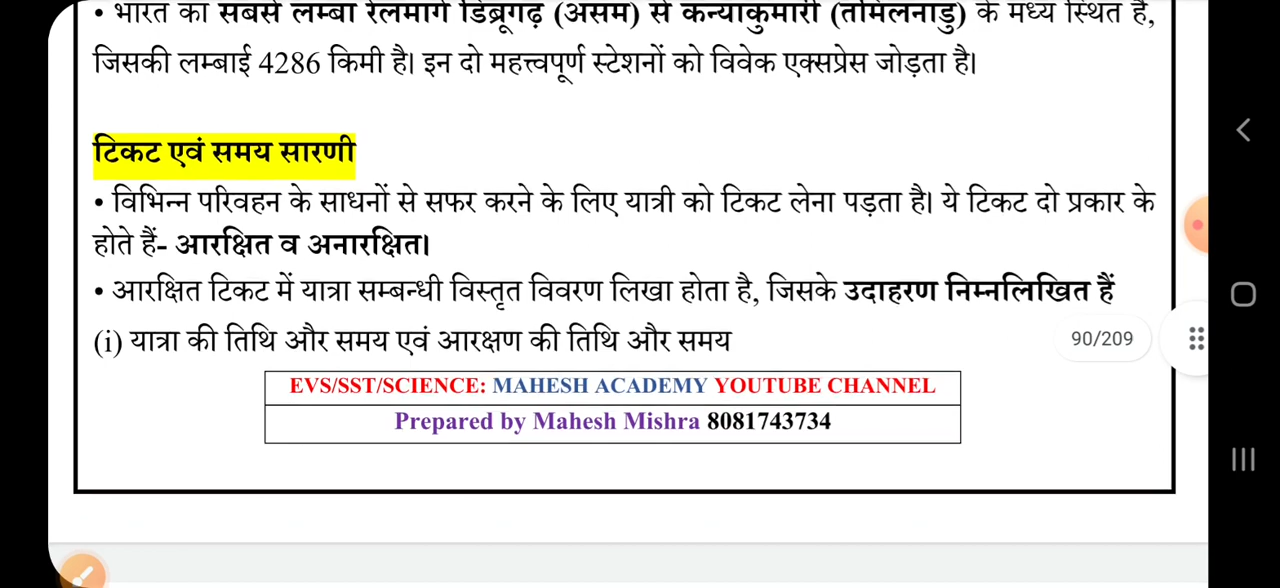 • भारत का सबसे लम्बा रेलमार्ग डिब्रूगढ़ (असम) से कन्याकुमारी (तमिलनाडु) के मध्य स्थित है,
जिसकी लम्बाई 4286 किमी है। इन दो महत्त्वपूर्ण स्टेशनों को विवेक एक्सप्रेस जोड़ता है।
टिकट एवं समय सारणी
• विभिन्न परिवहन के साधनों से सफर करने के लिए यात्री को टिकट लेना पड़ता है। ये टिकट दो प्रकार के
होते हैं- आरक्षित व अनारक्षित।
• आरक्षित टिकट में यात्रा सम्बन्धी विस्तृत विवरण लिखा होता है, जिसके उदाहरण निम्नलिखित हैं
(i) यात्रा की तिथि और समय एवं आरक्षण की तिथि और समय
90/209
EVS/SST/SCIENCE: MAHESH ACADEMY YOUTUBE CHANNEL
Prepared by Mahesh Mishra 8081743734